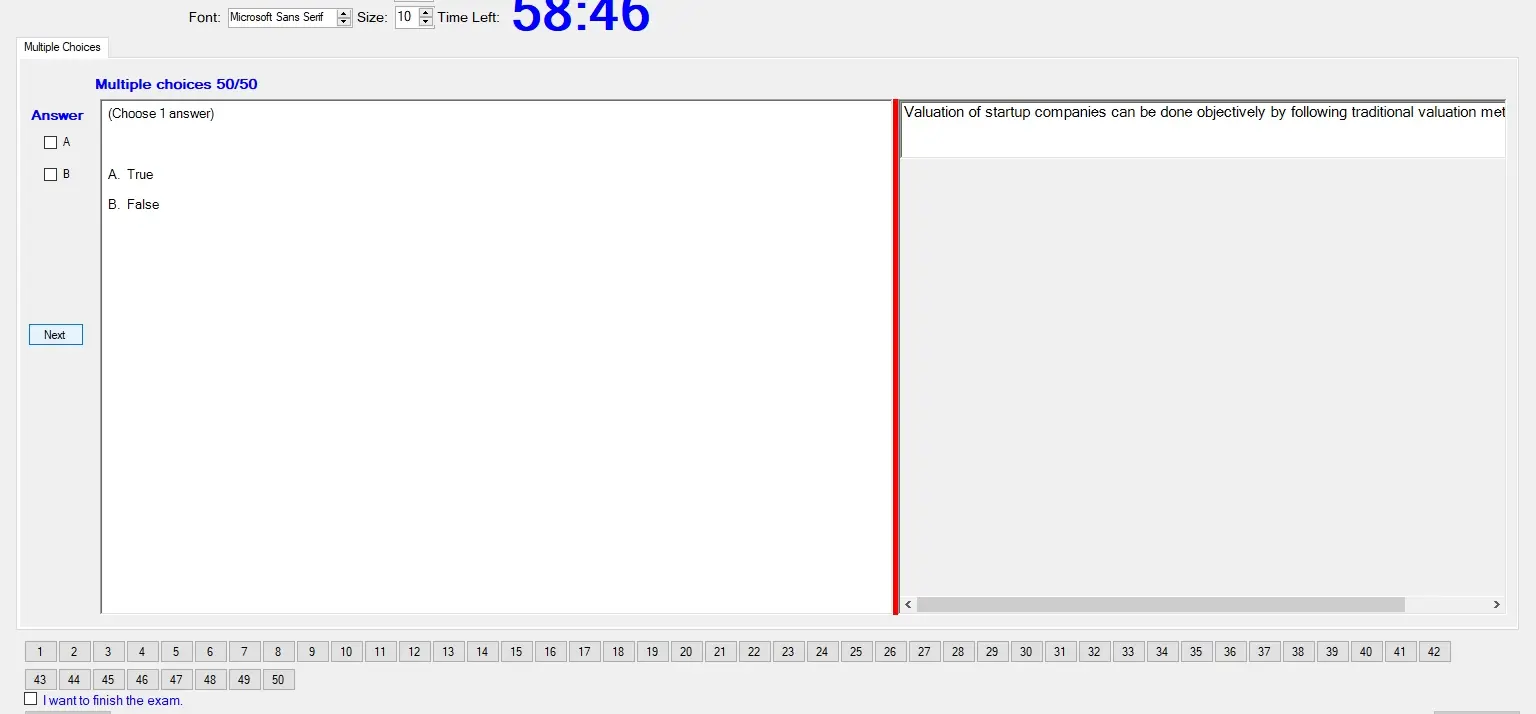 Font: Microsoft Sans Serif Size: 10 Time Left: 58:46
Multiple Choices
Multiple choices 50/50
Answer
(Choose 1 answer)
A
B
A. True
B. False
Next
Valuation of startup companies can be done objectively by following traditional valuation met
1 2 3 4 5 6 7 8 9 10 11 12 13 14 15 16 17 18 19 20 21 22 23 24 25 26 27 28 29 30 31 32 33 34 35 36 37 38 39 40 41 42
43 44 45 46 47 48 49 50
I want to finish the exam.